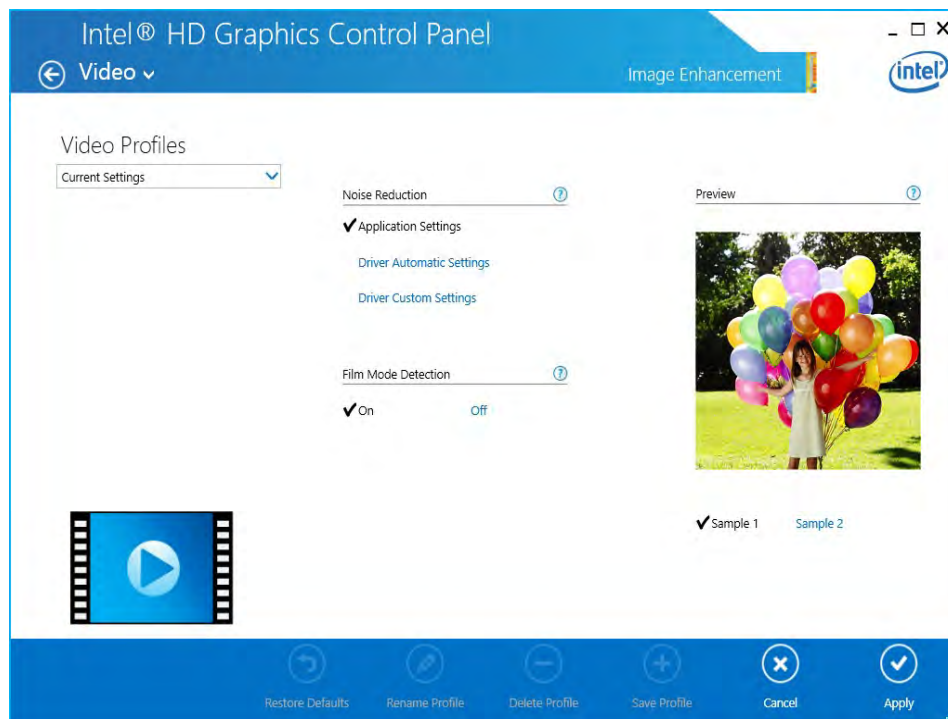 Intel® HD Graphics Control Panel
Video
Image Enhancement
intel
Video Profiles
Current Settings
Noise Reduction
Application Settings
Driver Automatic Settings
Driver Custom Settings
Film Mode Detection
On Off
Preview
Sample 1 Sample 2
Restore Defaults Rename Profile Delete Profile Save Profile Cancel Apply